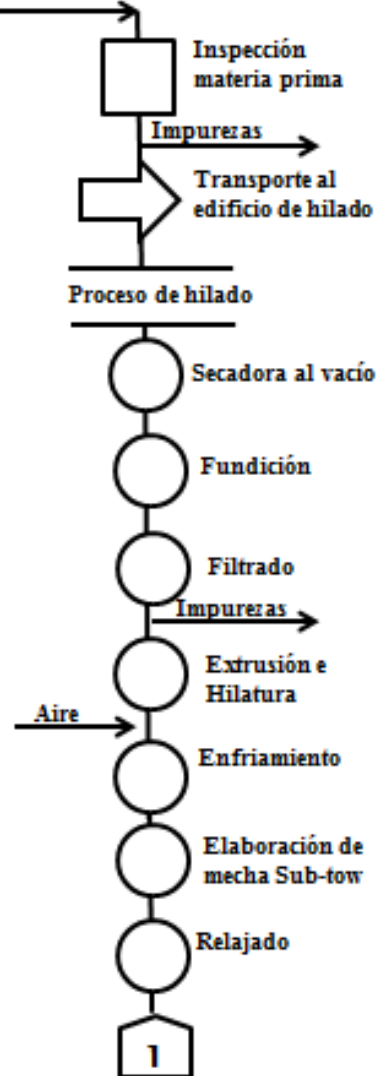 Inspección
materia prima
Impurezas
Transporte al
edificio de hilado
Proceso de hilado
Secadora al vacío
Fundición
Filtrado
Impurezas
Extrusión e
Hilatura
Aire
Enfriamiento
Elaboración de
mecha Sub-tow
Relajado
1